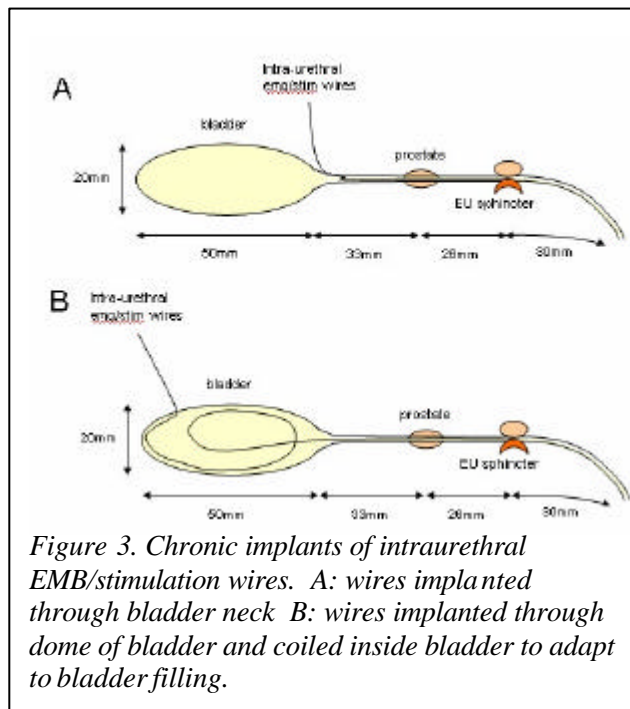 A
Intra-urethral
emg/stim wires
bladder
prostate
20mm
EU sphincter
50mm 33mm 26mm 30mm
B
Intra-urethral
emg/stim wires
bladder
prostate
20mm
EU sphincter
50mm 33mm 26mm 30mm
Figure 3. Chronic implants of intraurethral
EMB/stimulation wires. A: wires implanted
through bladder neck B: wires implanted through
dome of bladder and coiled inside bladder to adapt
to bladder filling.